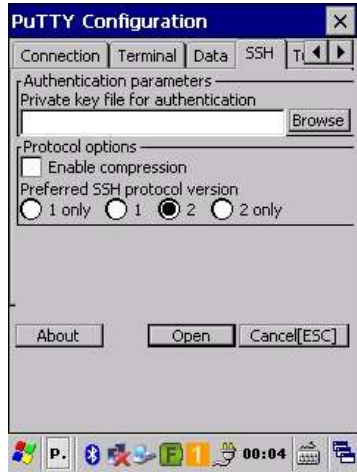 PuTTY Configuration
Connection Terminal Data SSH
Authentication parameters
Private key file for authentication
Browse
Protocol options
Enable compression
Preferred SSH protocol version
1 only 1 2 2 only
About Open Cancel[ESC]
P. F 1 00:04